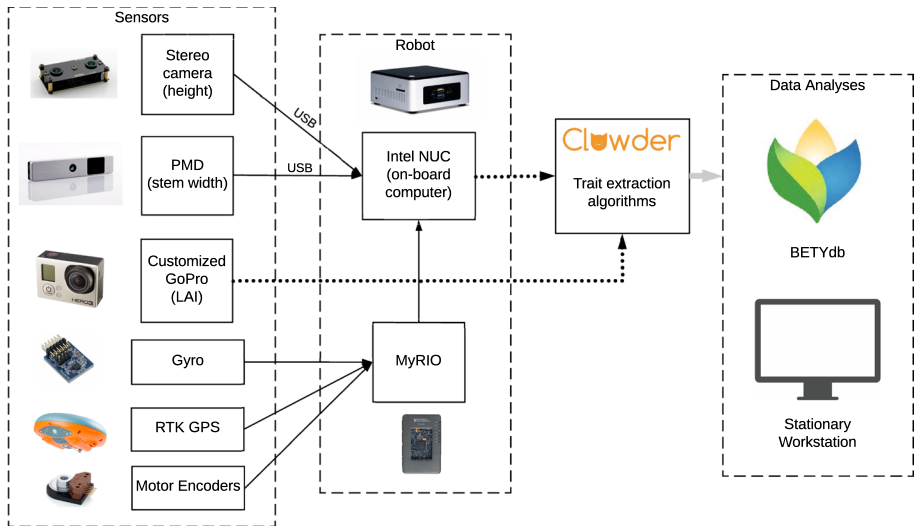 Sensors
Stereo
camera
(height)
USB
PMD
(stem width)
USB
Customized
GoPro
(LAI)
HERO3
Gyro
RTK GPS
Motor Encoders
Robot
Intel NUC
(on-board
computer)
MyRIO
Clowder
Trait extraction
algorithms
Data Analyses
BETYdb
Stationary
Workstation